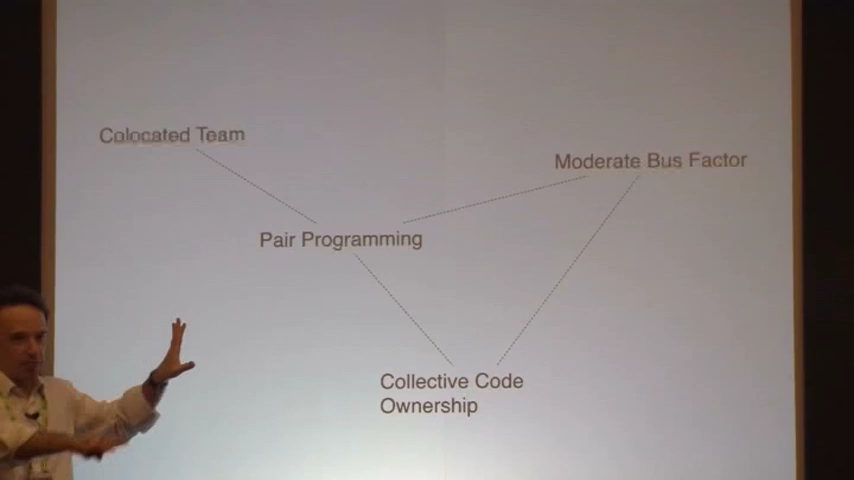 Colocated Team
Moderate Bus Factor
Pair Programming
Collective Code
Ownership